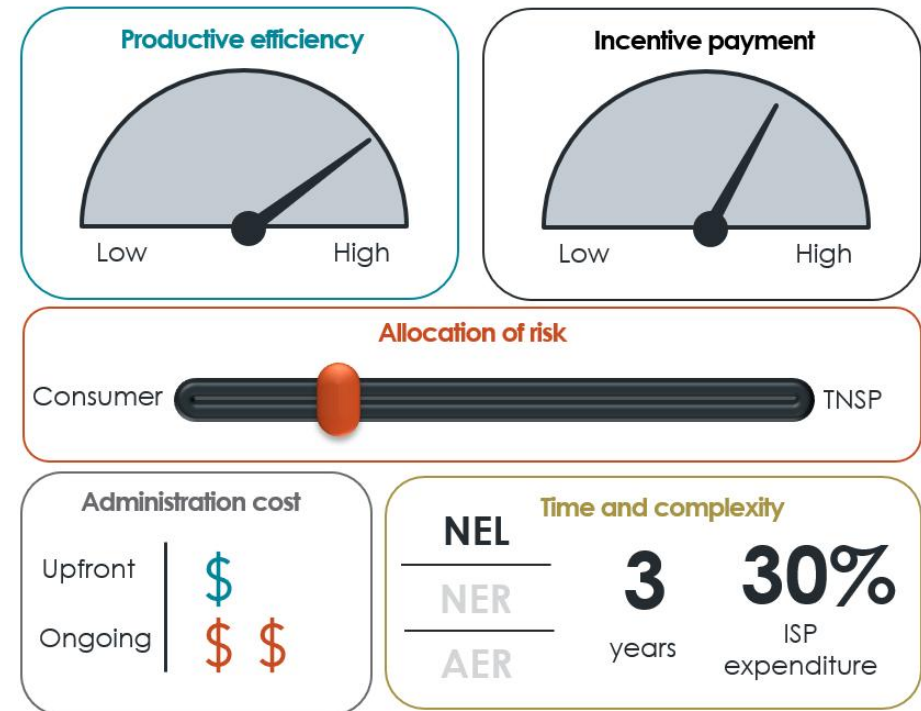 Productive efficiency
Low
High
Incentive payment
Low
High
Allocation of risk
Consumer
TNSP
Administration cost
Upfront
$
Ongoing
$ $
Time and complexity
NEL
NER
AER
3
years
30%
ISP
expenditure